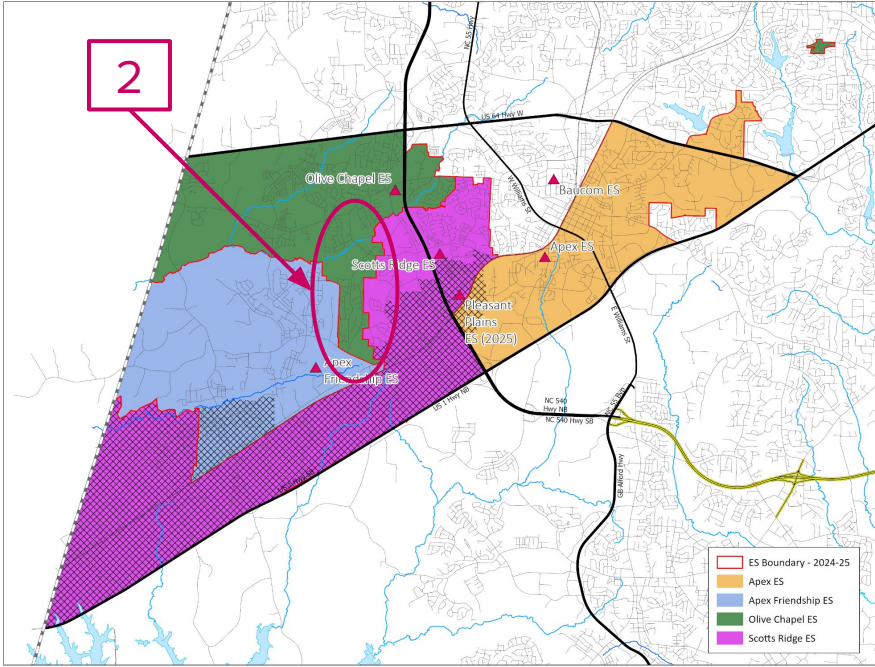 2
NC 55 Hwy
US 64 Hwy W
Olive Chapel ES
Baucom ES
W Williams St
Apex ES
Scotts Ridge ES
Pleasant
Plains
ES (2025)
E Williams St
Apex
Friendship ES
US 1 Hwy NB
NC 540
Hwy NB
NC 540 Hwy SB
NC 55 Byp
GB Alford Hwy
ES Boundary - 2024-25
Apex ES
Apex Friendship ES
Olive Chapel ES
Scotts Ridge ES